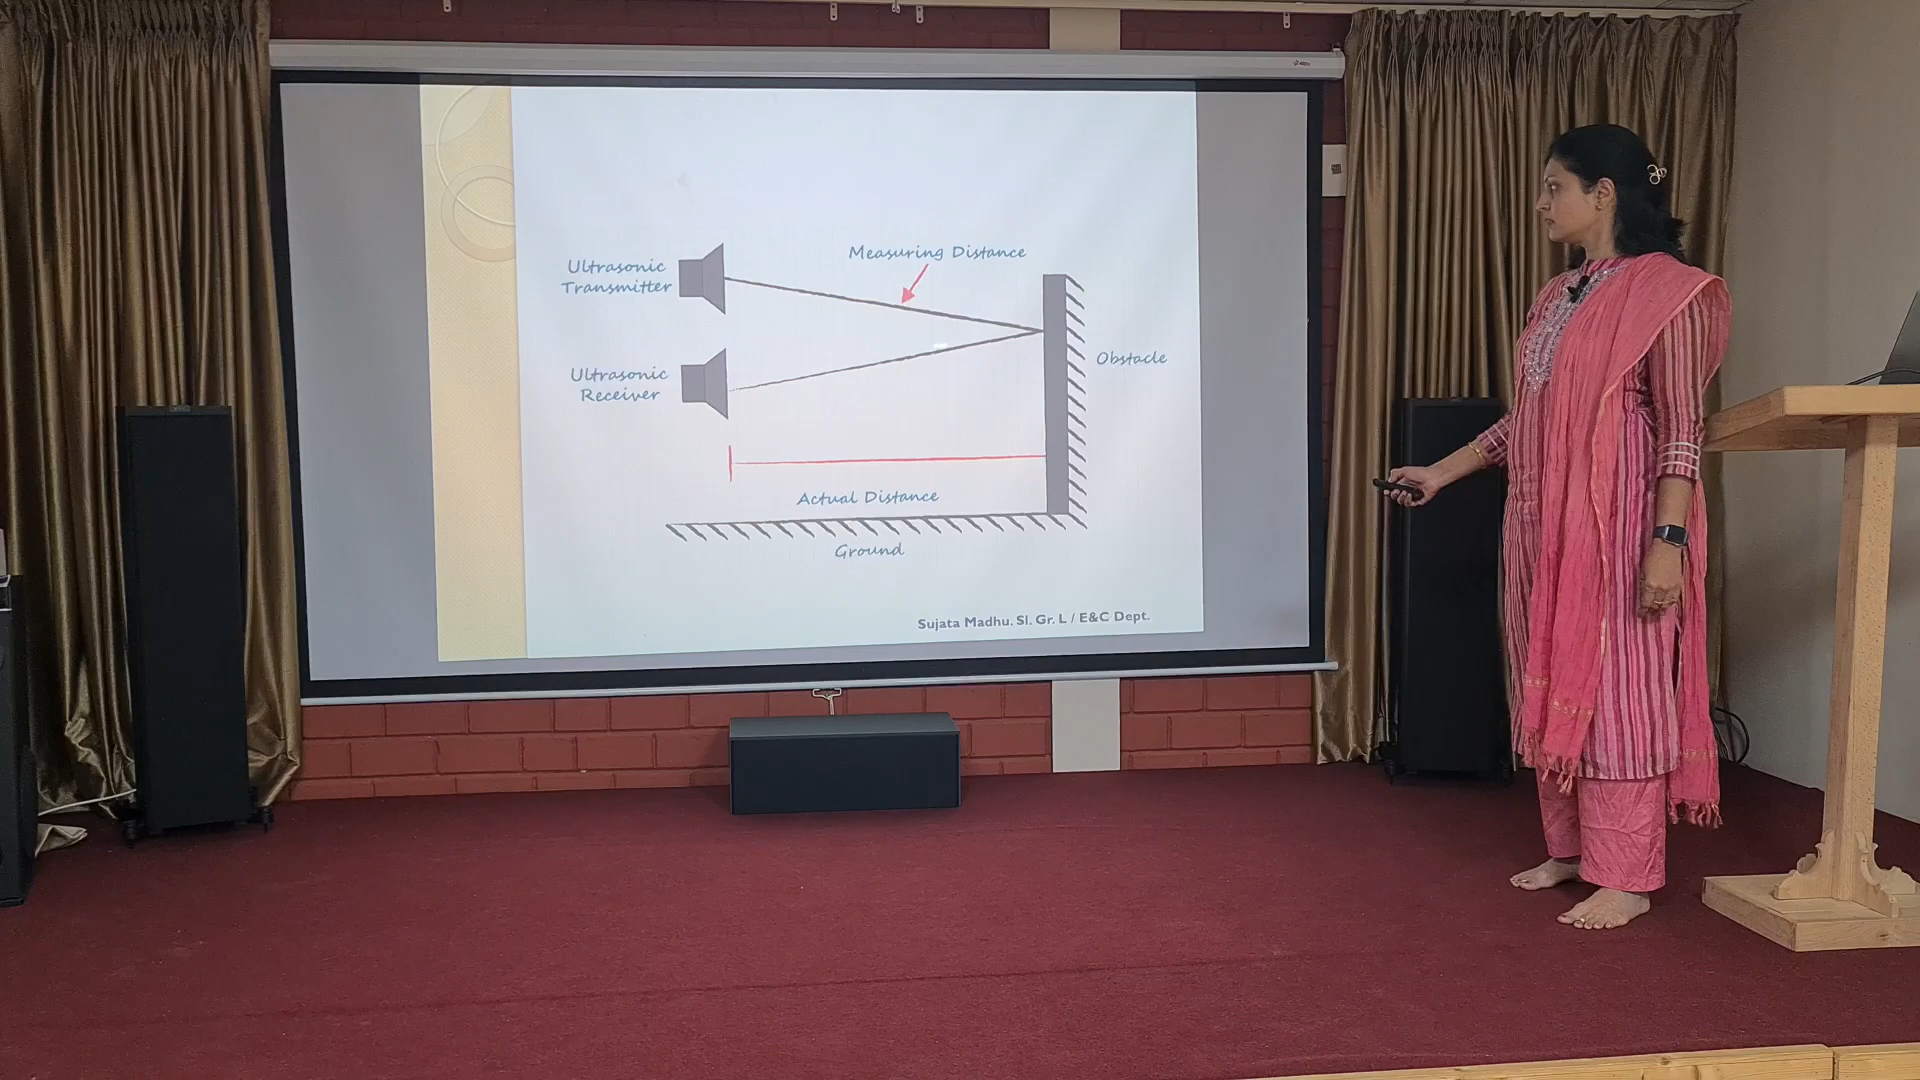 Measuring Distance
Ultrasonic
Transmitter
Obstacle
Ultrasonic
Receiver
Actual Distance
Ground
Sujata Madhu. Sl. Gr. L / E&C Dept.